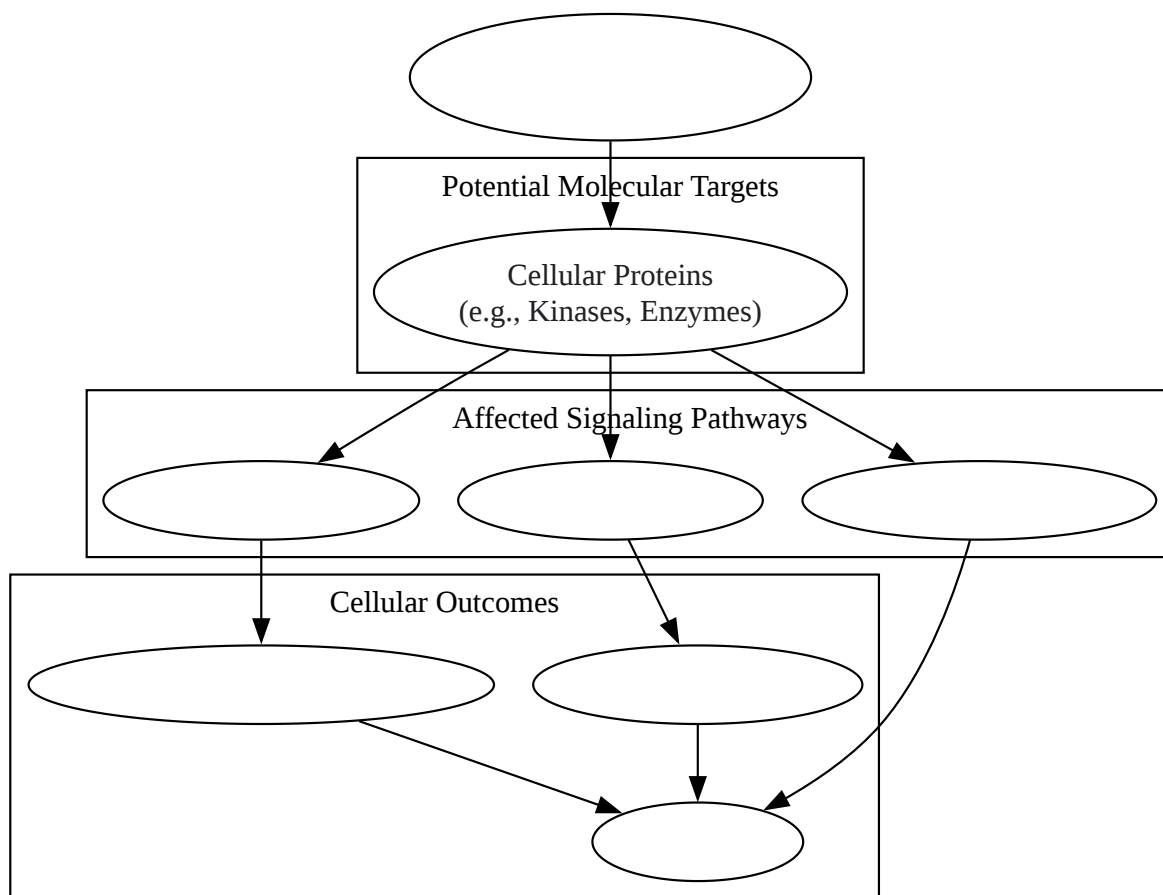 Potential Molecular Targets
Cellular Proteins
(e.g., Kinases, Enzymes)
Affected Signaling Pathways
Cellular Outcomes